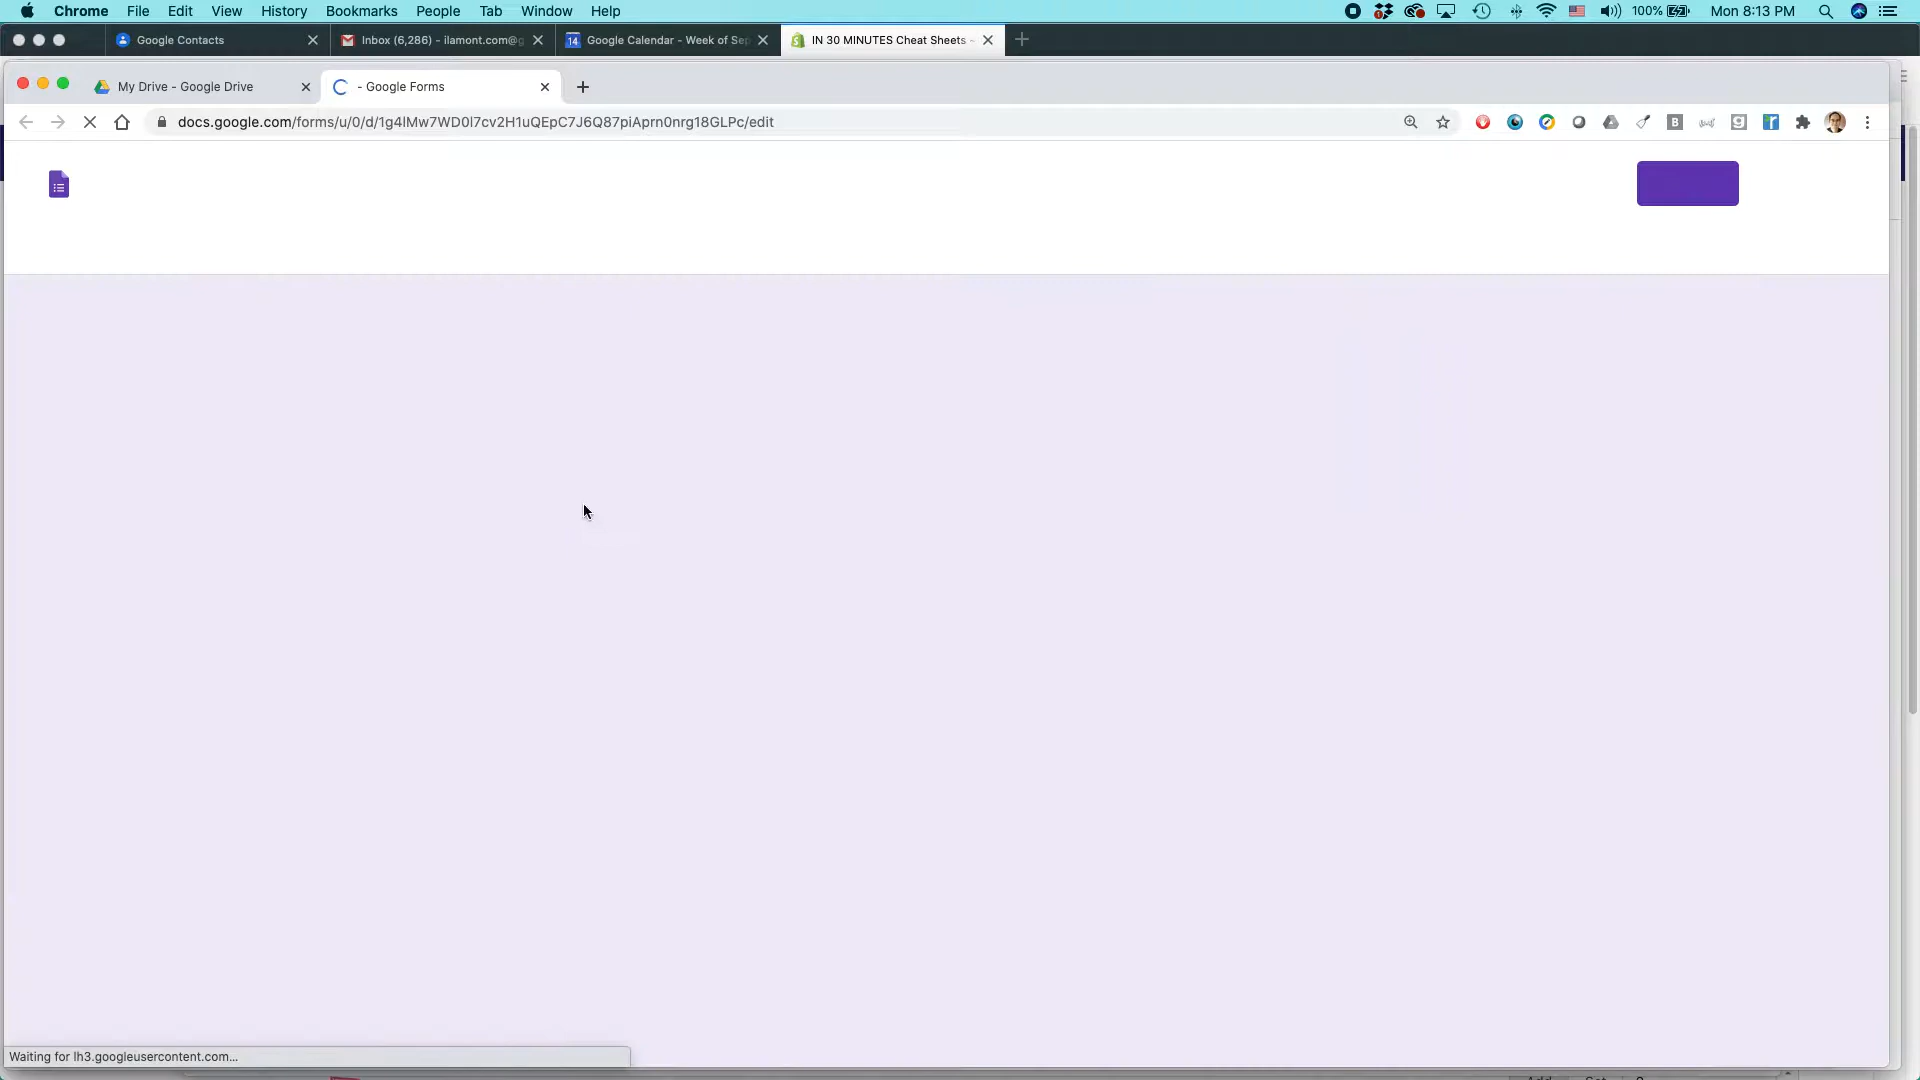 Chrome File Edit View History Bookmarks People Tab Window Help 100% Mon 8:13 PM
Google Contacts Inbox (6,286) - ilamont.com@g 14 Google Calendar - Week of Sep IN 30 MINUTES Cheat Sheets -
My Drive - Google Drive - Google Forms
docs.google.com/forms/u/0/d/1g4lMw7WD0l7cv2H1uQEpC7J6Q87piAprn0nrg18GLPc/edit
Waiting for lh3.googleusercontent.com...